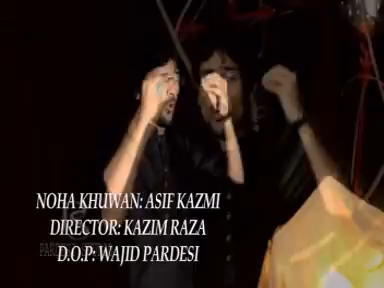 NOHA KHUWAN: ASIF KAZMI
DIRECTOR: KAZIM RAZA
D.O.P: WAJID PARDESI